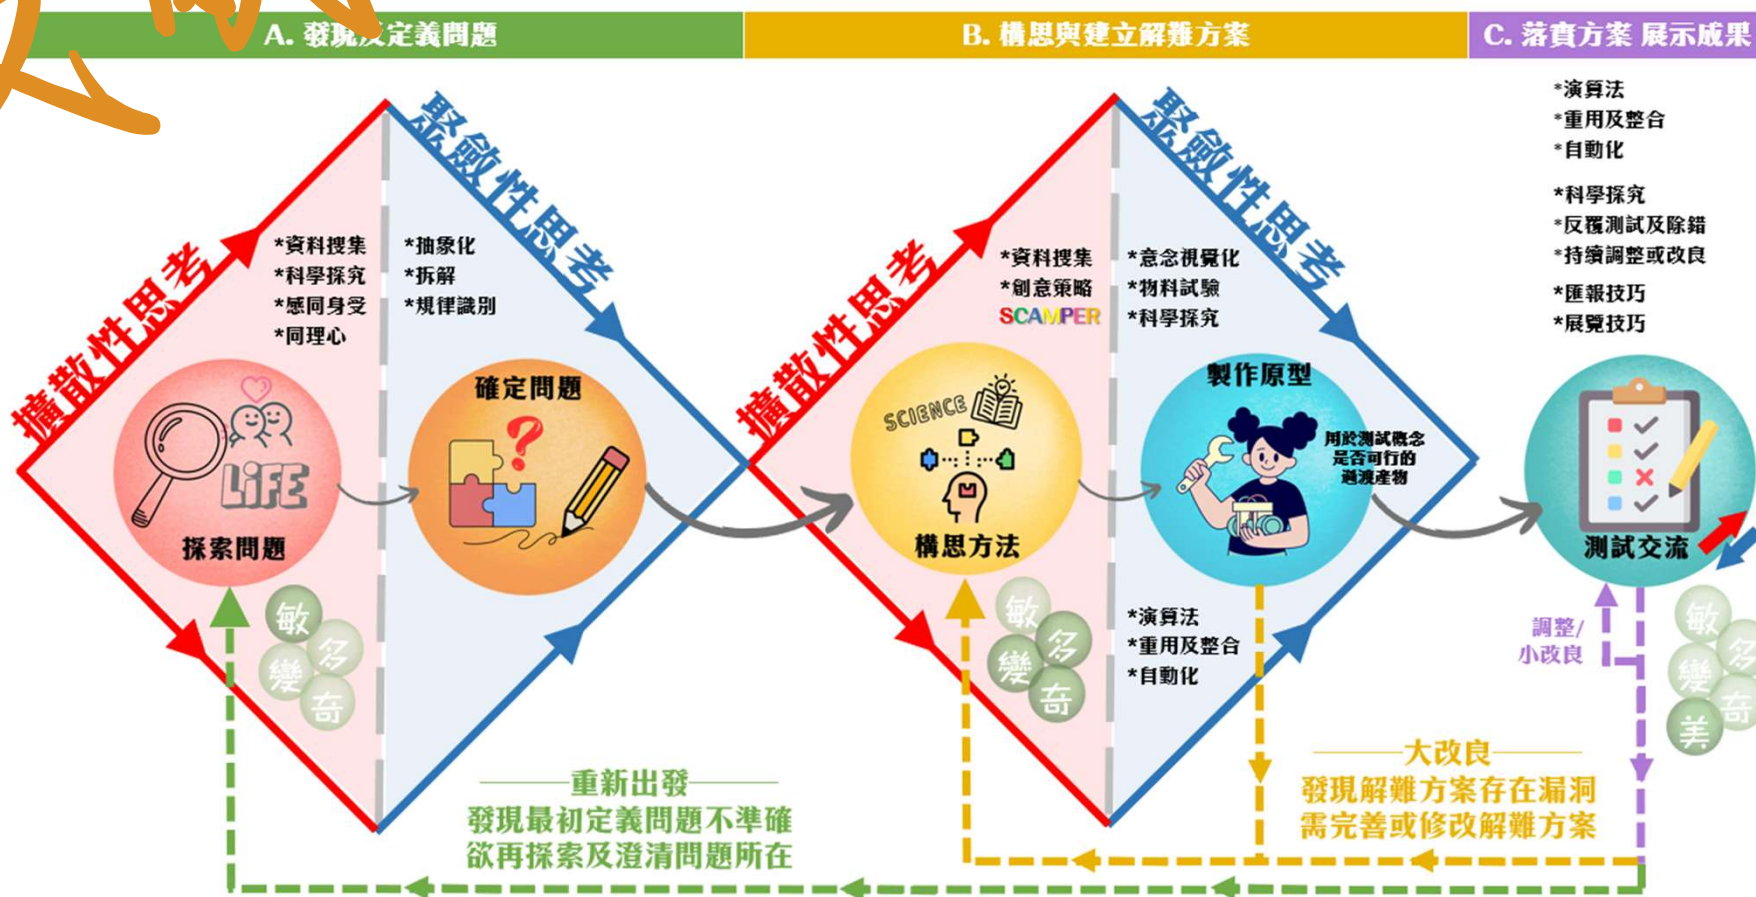 A. 發現及定義問題
B. 構思與建立解難方案
C. 落實方案 展示成果
擴散性思考
聚斂性思考
*資料搜集
*科學探究
*感同身受
*同理心
*抽象化
*拆解
*規律識別
LiFE
探索問題
確定問題
敏
多
變
奇
擴散性思考
聚斂性思考
*資料搜集
*創意策略
SCAMPER
*意念視覺化
*物料試驗
*科學探究
SCIENCE
構思方法
製作原型
用於測試概念
是否可行的
過渡產物
敏
多
變
奇
*演算法
*重用及整合
*自動化
*演算法
*重用及整合
*自動化
*科學探究
*反覆測試及除錯
*持續調整或改良
*匯報技巧
*展覽技巧
測試交流
調整/
小改良
敏
多
變
奇
美
重新出發
發現最初定義問題不準確
欲再探索及澄清問題所在
大改良
發現解難方案存在漏洞
需完善或修改解難方案